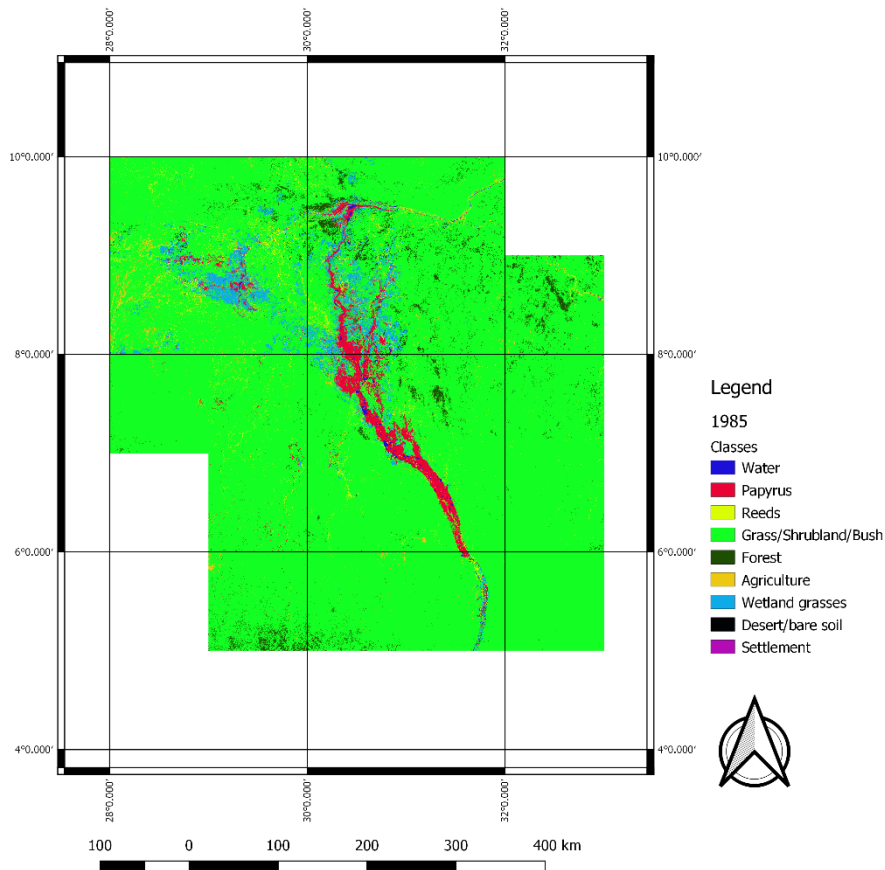 28°0.000′
30°0.000′
32°0.000′
10°0.000′
10°0.000′
8°0.000′
8°0.000′
6°0.000′
6°0.000′
4°0.000′
4°0.000′
28°0.000′
30°0.000′
32°0.000′
Legend
1985
Classes
Water
Papyrus
Reeds
Grass/Shrubland/Bush
Forest
Agriculture
Wetland grasses
Desert/bare soil
Settlement
100 0 100 200 300 400 km